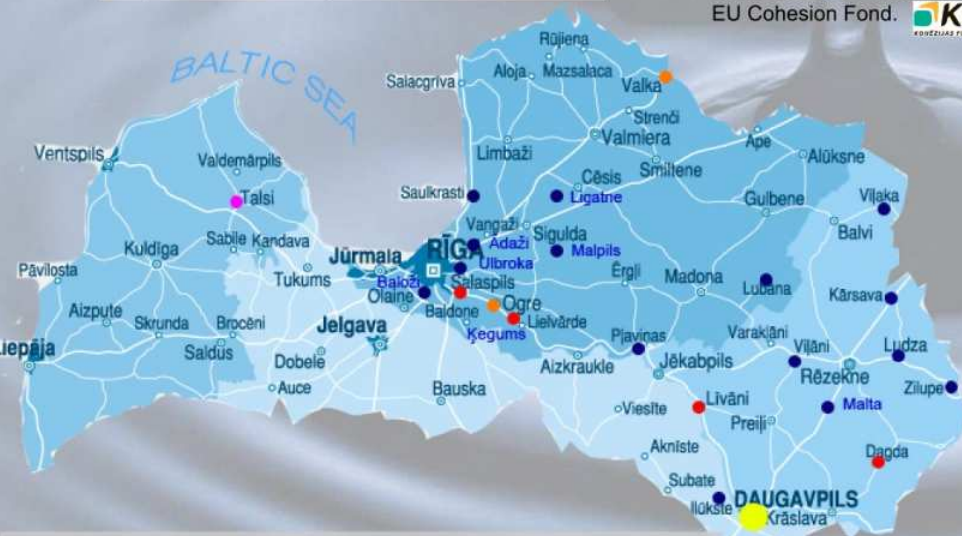 EU Cohesion Fond.
BALTIC SEA
Rūjiena
Aloja
Mazsalaca
Salacgrīva
Valka
Strenči
Valmiera
Ape
Ventspils
Valdemārpils
Limbaži
Smiltene
Alūksne
Saulkrasti
Cēsis
Talsi
Ligatne
Gulbene
Viļaka
Vangaži
Sigulda
Balvi
Sabile
Kandava
Jūrmala
RĪGA
Adaži
Malpils
Kuldīga
Ulbroka
Pāvilosta
Tukums
Baloži
Salaspils
Ērgļi
Madona
Lubāna
Kārsava
Olaine
Ogre
Aizpute
Skrunda
Brocēni
Baldone
Lielvārde
Jelgava
Ķegums
Pļaviņas
Varakļāni
Saldus
Dobele
Aizkraukle
Jēkabpils
Viļāni
Ludza
Rēzekne
Auce
Bauska
Zilupe
Viesīte
Līvāni
Malta
Preiļi
Aknīste
Dagda
Subate
Ilūkste
DAUGAVPILS
Krāslava